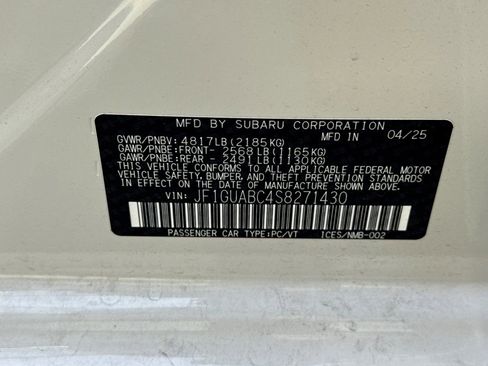 MFD BY SUBARU CORPORATION
GVWR/PNBV: 4817LB (2185KG) MFD IN 04/25
GAWR/PNBE:FRONT- 2568LB (1165KG)
GAWR/PNBE:REAR - 2491LB (1130KG)
THIS VEHICLE CONFORMS TO ALL APPLICABLE FEDERAL MOTOR
VEHICLE SAFETY, BUMPER, AND THEFT PREVENTION STANDARDS
IN EFFECT ON THE DATE OF MANUFACTURE SHOWN ABOVE.
VIN: JF1GUABC4S8271430
PASSENGER CAR TYPE:PC/VT ICES/NMB-002